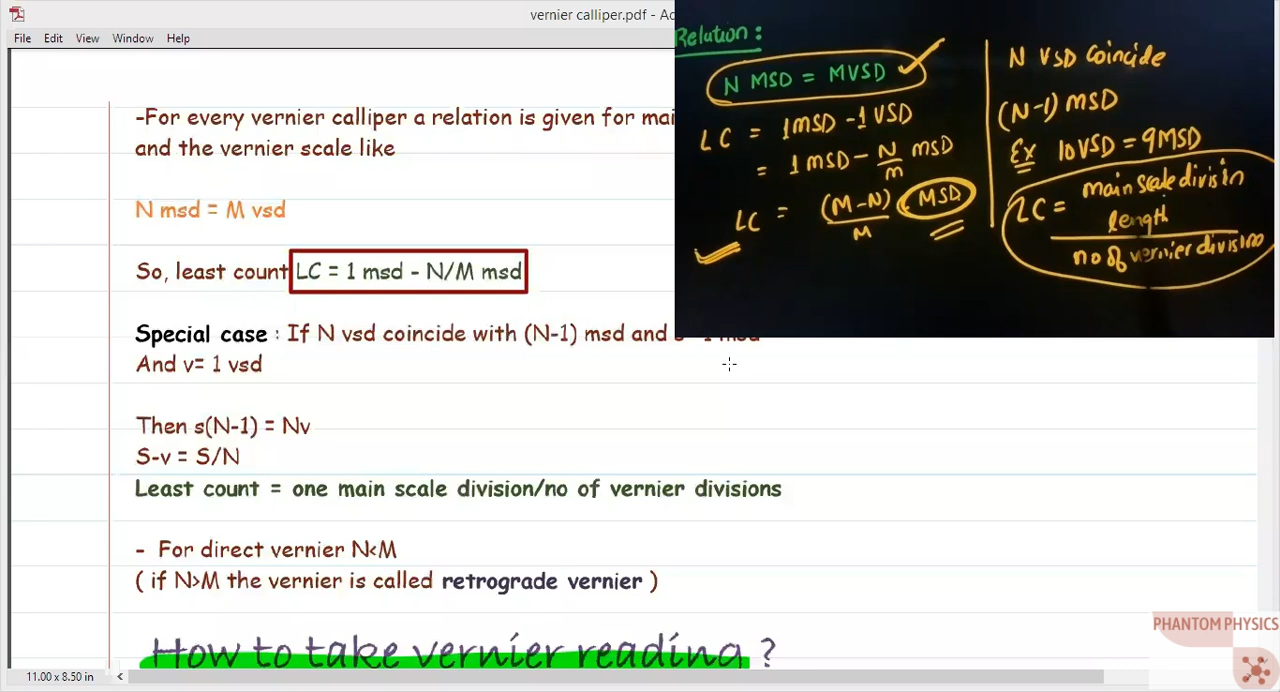 vernier calliper.pdf - Ac
File Edit View Window Help
-For every vernier calliper a relation is given for mai
and the vernier scale like
N msd = M vsd
So, least count LC = 1 msd - N/M msd
Special case : If N vsd coincide with (N-1) msd and s=1 msd
And v= 1 vsd
Then s(N-1) = Nv
S-v = S/N
Least count = one main scale division/no of vernier divisions
- For direct vernier N<M
( if N>M the vernier is called retrograde vernier )
How to take vernier reading ?
11.00 x 8.50 in
Relation :
N MSD = MVSD
LC = 1MSD - 1VSD
= 1MSD - N/m MSD
LC = (M-N)/M MSD
N VSD Coincide
(N-1) MSD
Ex 10VSD = 9MSD
LC = main scale divisin
length
no of vernier divisins
PHANTOM PHYSICS